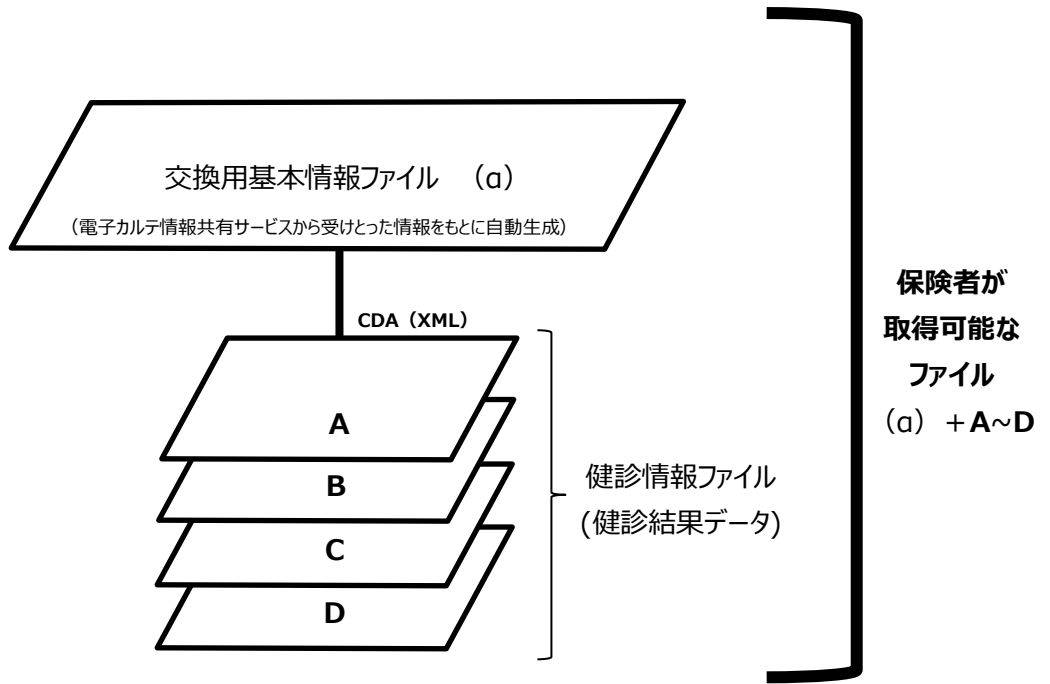 交換用基本情報ファイル （α）
（電子カルテ情報共有サービスから受けとった情報をもとに自動生成）
CDA（XML）
A
B
C
D
健診情報ファイル
(健診結果データ)
保険者が
取得可能な
ファイル
（α）＋A~D